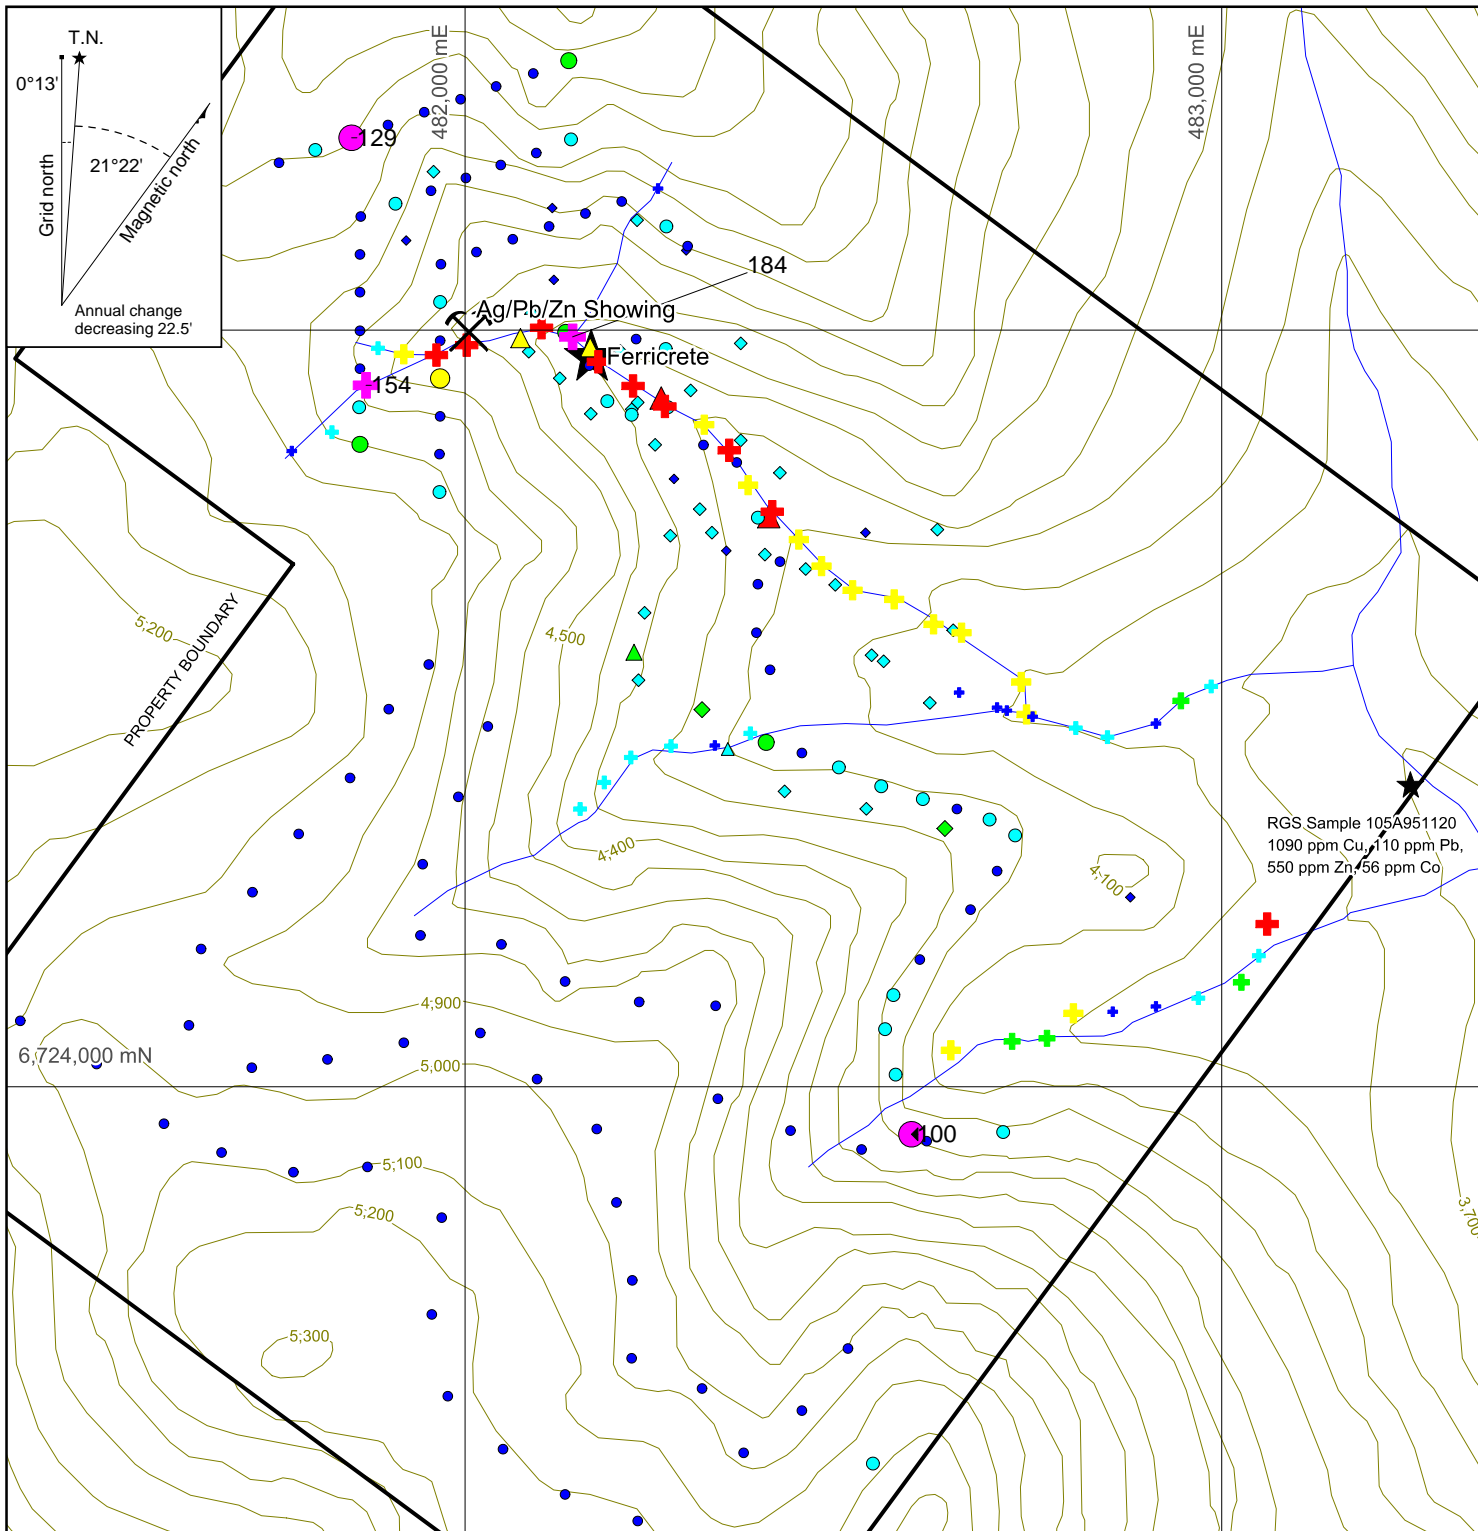 T.N.
0°13'
21°22'
Grid north
Magnetic north
Annual change
decreasing 22.5'
482,000 mE
483,000 mE
129
184
Ag/Pb/Zn Showing
Ferricrete
154
PROPERTY BOUNDARY
5,200
4,500
4,400
4,100
RGS Sample 105A951120
1090 ppm Cu, 110 ppm Pb,
550 ppm Zn, 56 ppm Co
4,900
6,724,000 mN
5,000
100
5,100
5,200
3,700
5,300